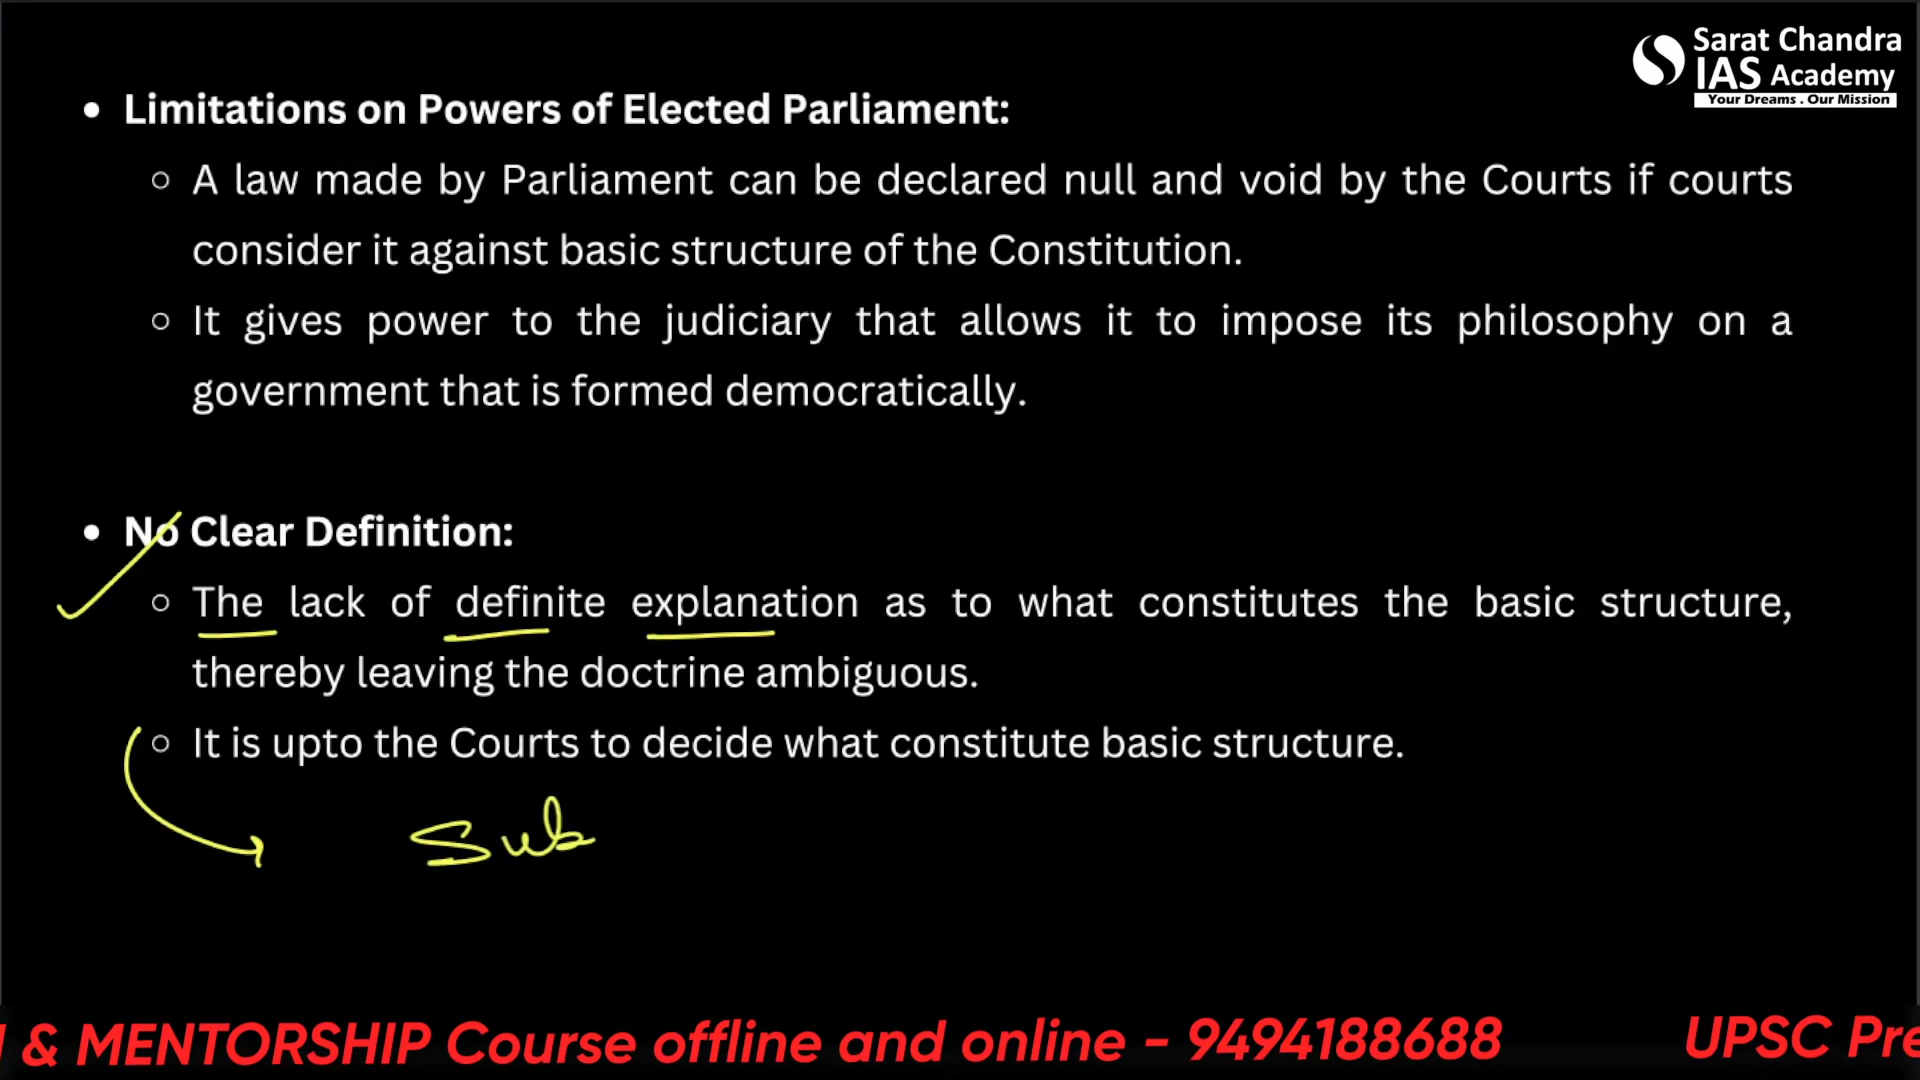 Sarat Chandra
IAS Academy
Your Dreams . Our Mission
• Limitations on Powers of Elected Parliament:
○ A law made by Parliament can be declared null and void by the Courts if courts
consider it against basic structure of the Constitution.
○ It gives power to the judiciary that allows it to impose its philosophy on a
government that is formed democratically.
• No Clear Definition:
○ The lack of definite explanation as to what constitutes the basic structure,
thereby leaving the doctrine ambiguous.
○ It is upto the Courts to decide what constitute basic structure.
Sub
& MENTORSHIP Course offline and online - 9494188688 UPSC Pre